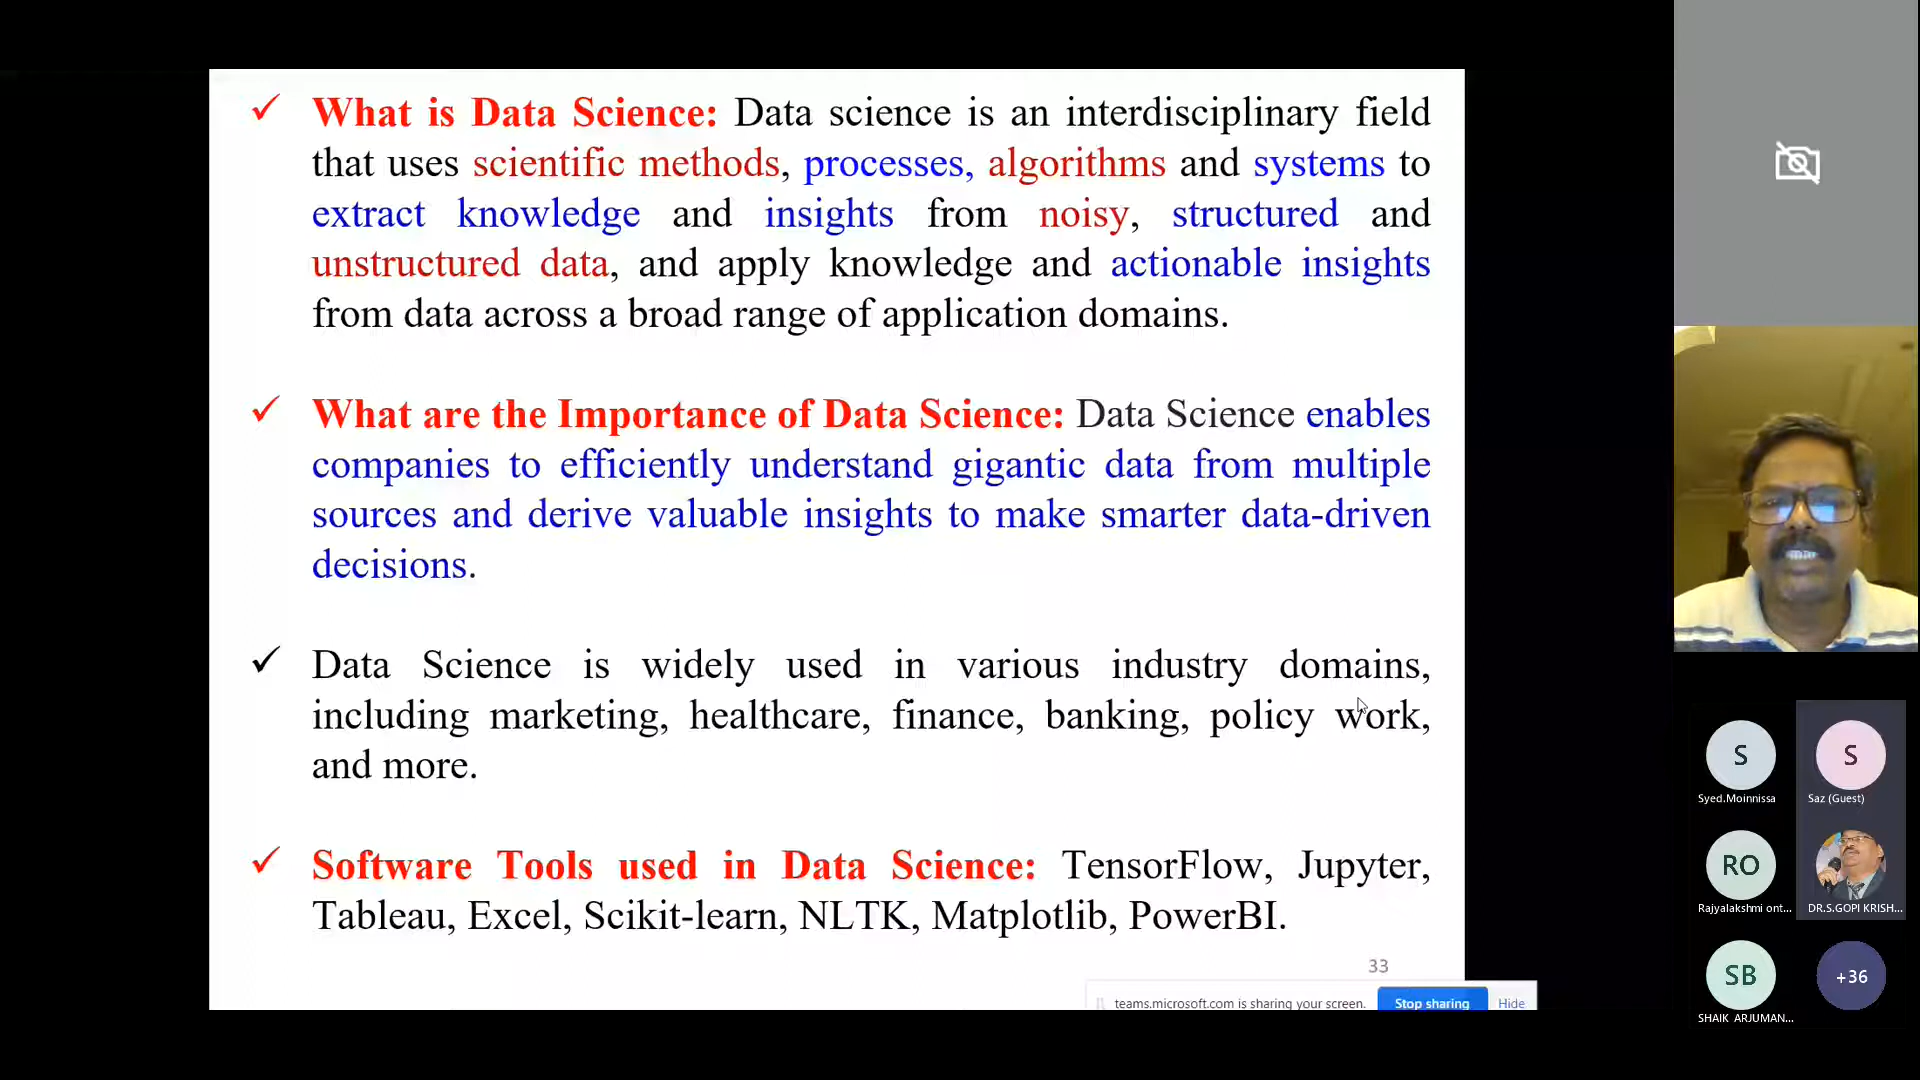 What is Data Science: Data science is an interdisciplinary field
that uses scientific methods, processes, algorithms and systems to
extract knowledge and insights from noisy, structured and
unstructured data, and apply knowledge and actionable insights
from data across a broad range of application domains.
What are the Importance of Data Science: Data Science enables
companies to efficiently understand gigantic data from multiple
sources and derive valuable insights to make smarter data-driven
decisions.
Data Science is widely used in various industry domains,
including marketing, healthcare, finance, banking, policy work,
and more.
Software Tools used in Data Science: TensorFlow, Jupyter,
Tableau, Excel, Scikit-learn, NLTK, Matplotlib, PowerBI.
33
teams.microsoft.com is sharing your screen. Stop sharing Hide
S
Syed.Moinnissa
S
Saz (Guest)
RO
Rajyalakshmi ont...
DR.S.GOPI KRISH...
SB
SHAIK ARJUMAN...
+36